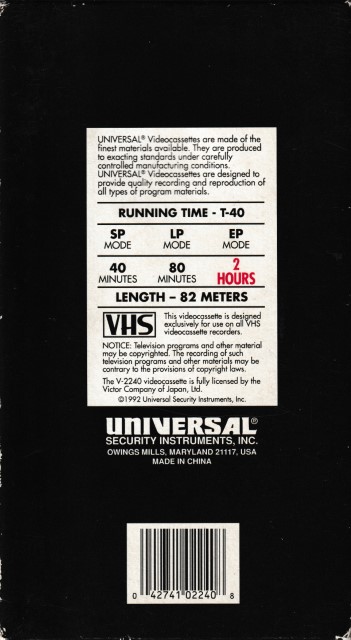 UNIVERSAL® Videocassettes are made of the
finest materials available. They are produced
to exacting standards under carefully
controlled manufacturing conditions.
UNIVERSAL® Videocassettes are designed to
provide quality recording and reproduction of
all types of program materials.
RUNNING TIME - T-40
SP LP EP
MODE MODE MODE
40 80 2
MINUTES MINUTES HOURS
LENGTH – 82 METERS
VHS
This videocassette is designed
exclusively for use on all VHS
videocassette recorders.
NOTICE: Television programs and other material
may be copyrighted. The recording of such
television programs and other materials may be
contrary to the provisions of copyright laws.
The V-2240 videocassette is fully licensed by the
Victor Company of Japan, Ltd.
©1992 Universal Security Instruments, Inc.
UNIVERSAL®
SECURITY INSTRUMENTS, INC.
OWINGS MILLS, MARYLAND 21117, USA
MADE IN CHINA
0 42741 02240 8